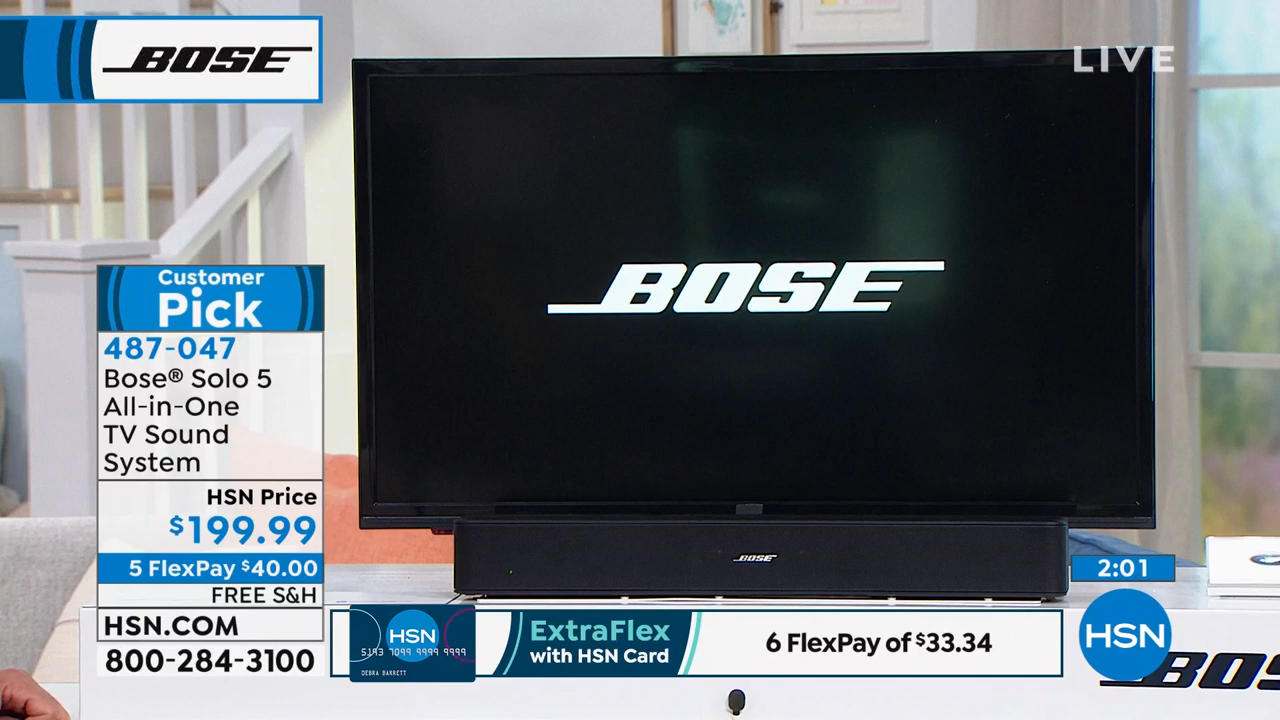 BOSE
LIVE
BOSE
Customer
Pick
487-047
Bose® Solo 5
All-in-One
TV Sound
System
HSN Price
$199.99
5 FlexPay $40.00
FREE S&H
HSN.COM
800-284-3100
BOSE
2:01
HSN
5193 7099 9999 9999
DEBRA BARRETT
ExtraFlex
with HSN Card
6 FlexPay of $33.34
HSN
BOS